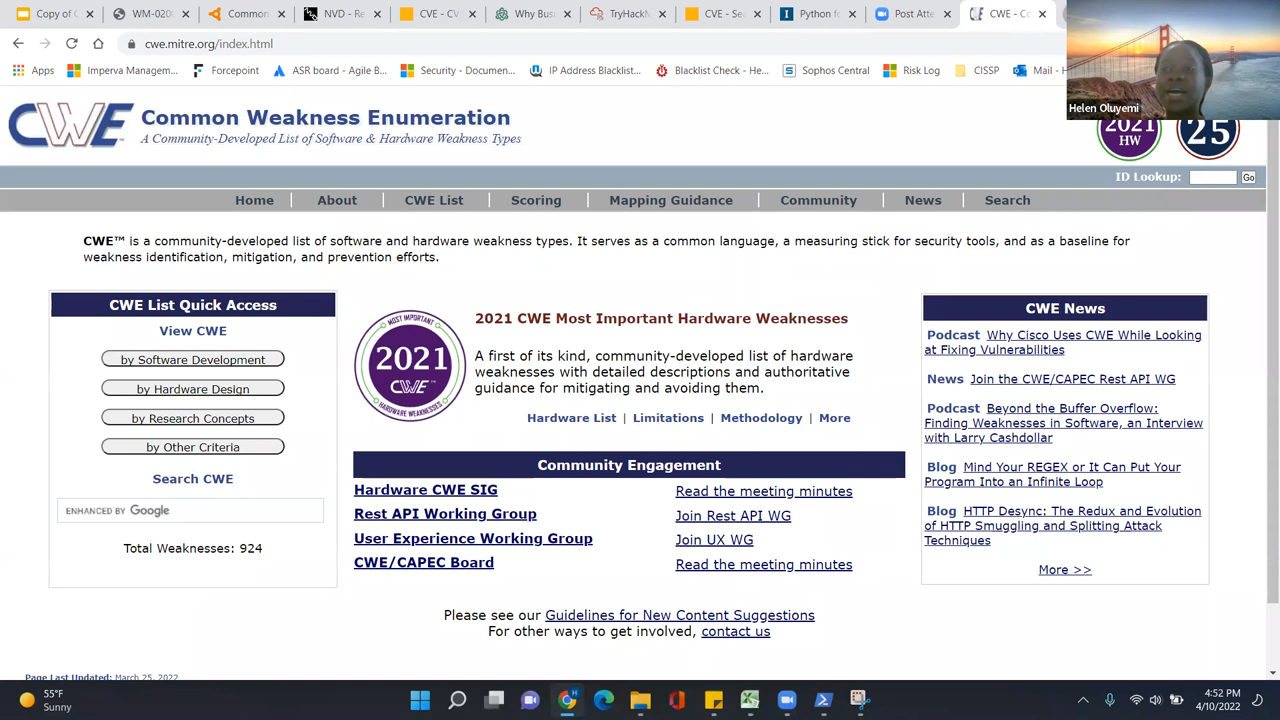 Copy of C
WM-020
Common
NVD - Re
CVE - Cv
Why Bus
TryHackM
CVE - Sea
Python fo
Post Atte
CWE - Co
cwe.mitre.org/index.html
Apps
Imperva Managem...
Forcepoint
ASR board - Agile B...
Security - Documen...
IP Address Blacklist...
Blacklist Check - He...
Sophos Central
Risk Log
CISSP
Mail - H
Helen Oluyemi
CWE
Common Weakness Enumeration
A Community-Developed List of Software & Hardware Weakness Types
2021
HW
25
ID Lookup:
Go
Home
About
CWE List
Scoring
Mapping Guidance
Community
News
Search
CWE™ is a community-developed list of software and hardware weakness types. It serves as a common language, a measuring stick for security tools, and as a baseline for
weakness identification, mitigation, and prevention efforts.
CWE List Quick Access
View CWE
by Software Development
by Hardware Design
by Research Concepts
by Other Criteria
Search CWE
ENHANCED BY Google
Total Weaknesses: 924
MOST IMPORTANT
2021
CWE™
HARDWARE WEAKNESSES
2021 CWE Most Important Hardware Weaknesses
A first of its kind, community-developed list of hardware
weaknesses with detailed descriptions and authoritative
guidance for mitigating and avoiding them.
Hardware List | Limitations | Methodology | More
Community Engagement
Hardware CWE SIG
Read the meeting minutes
Rest API Working Group
Join Rest API WG
User Experience Working Group
Join UX WG
CWE/CAPEC Board
Read the meeting minutes
CWE News
Podcast Why Cisco Uses CWE While Looking
at Fixing Vulnerabilities
News Join the CWE/CAPEC Rest API WG
Podcast Beyond the Buffer Overflow:
Finding Weaknesses in Software, an Interview
with Larry Cashdollar
Blog Mind Your REGEX or It Can Put Your
Program Into an Infinite Loop
Blog HTTP Desync: The Redux and Evolution
of HTTP Smuggling and Splitting Attack
Techniques
More >>
Please see our Guidelines for New Content Suggestions
For other ways to get involved, contact us
Page Last Updated: March 25, 2022
55°F
Sunny
4:52 PM
4/10/2022